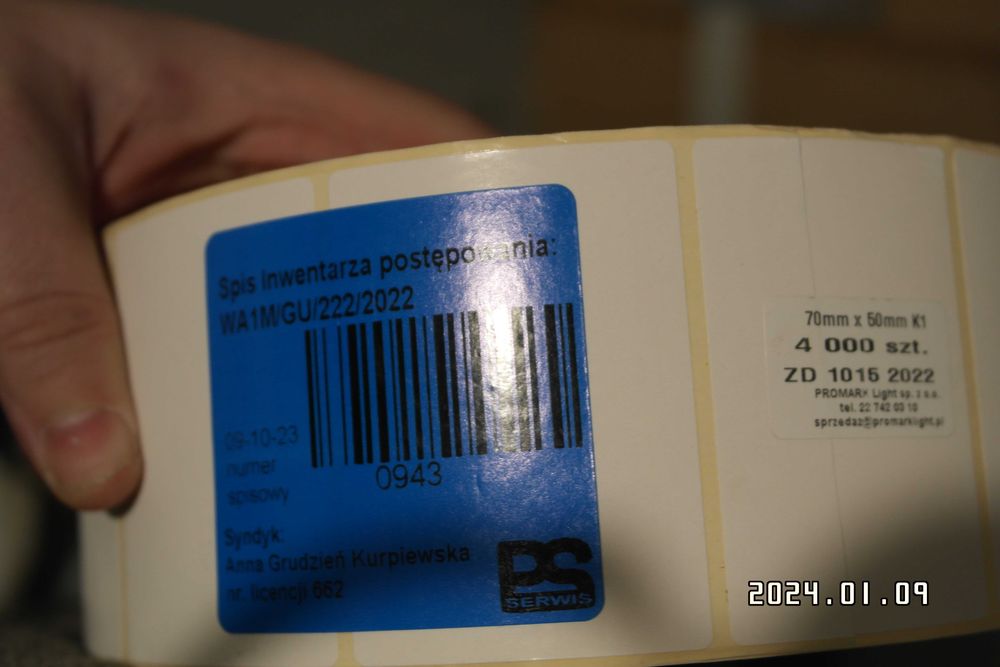 Spis Inwentarza postępowania:
WA1M/GU/222/2022
09-10-23
numer
spisowy
0943
Syndyk:
Anna Grudzień Kurpiewska
nr. licencji 662
PS
SERWIS
70mm x 50mm K1
4 000 szt.
ZD 1015 2022
PROMARK Light sp. z o.o.
tel. 22 742 03 10
sprzedaz@promarklight.pl
2024.01.09